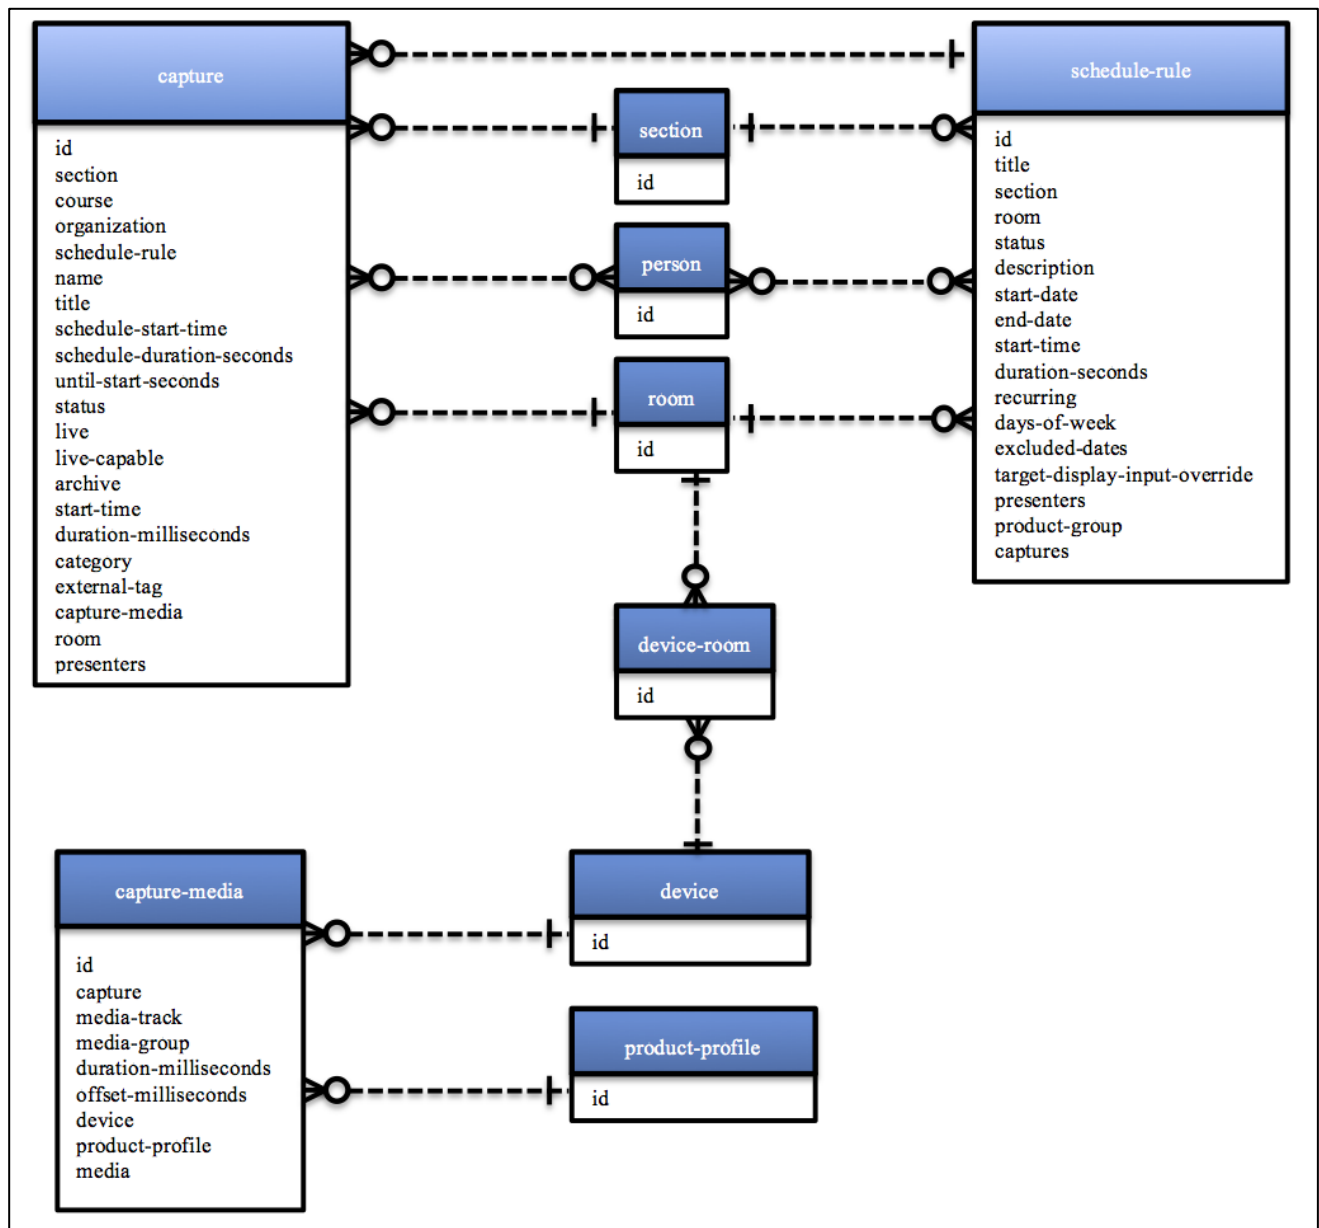 capture
id
section
course
organization
schedule-rule
name
title
schedule-start-time
schedule-duration-seconds
until-start-seconds
status
live
live-capable
archive
start-time
duration-milliseconds
category
external-tag
capture-media
room
presenters
section
id
person
id
room
id
schedule-rule
id
title
section
room
status
description
start-date
end-date
start-time
duration-seconds
recurring
days-of-week
excluded-dates
target-display-input-override
presenters
product-group
captures
device-room
id
capture-media
id
capture
media-track
media-group
duration-milliseconds
offset-milliseconds
device
product-profile
media
device
id
product-profile
id